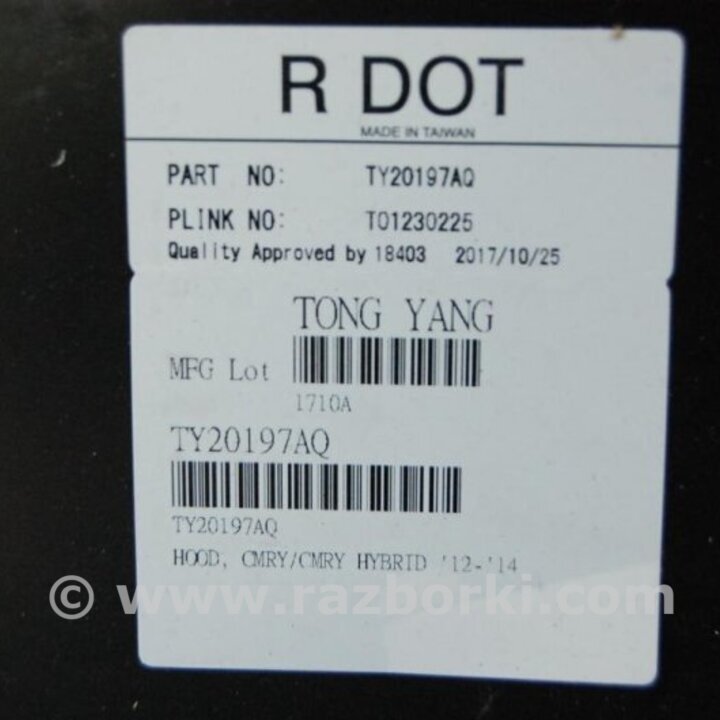 R DOT
MADE IN TAIWAN
PART NO: TY20197AQ
PLINK NO: TO1230225
Quality Approved by 18403 2017/10/25
TONG YANG
MFG Lot
1710A
TY20197AQ
TY20197AQ
HOOD, CMRY/CMRY HYBRID '12-'14
© www.razborki.com